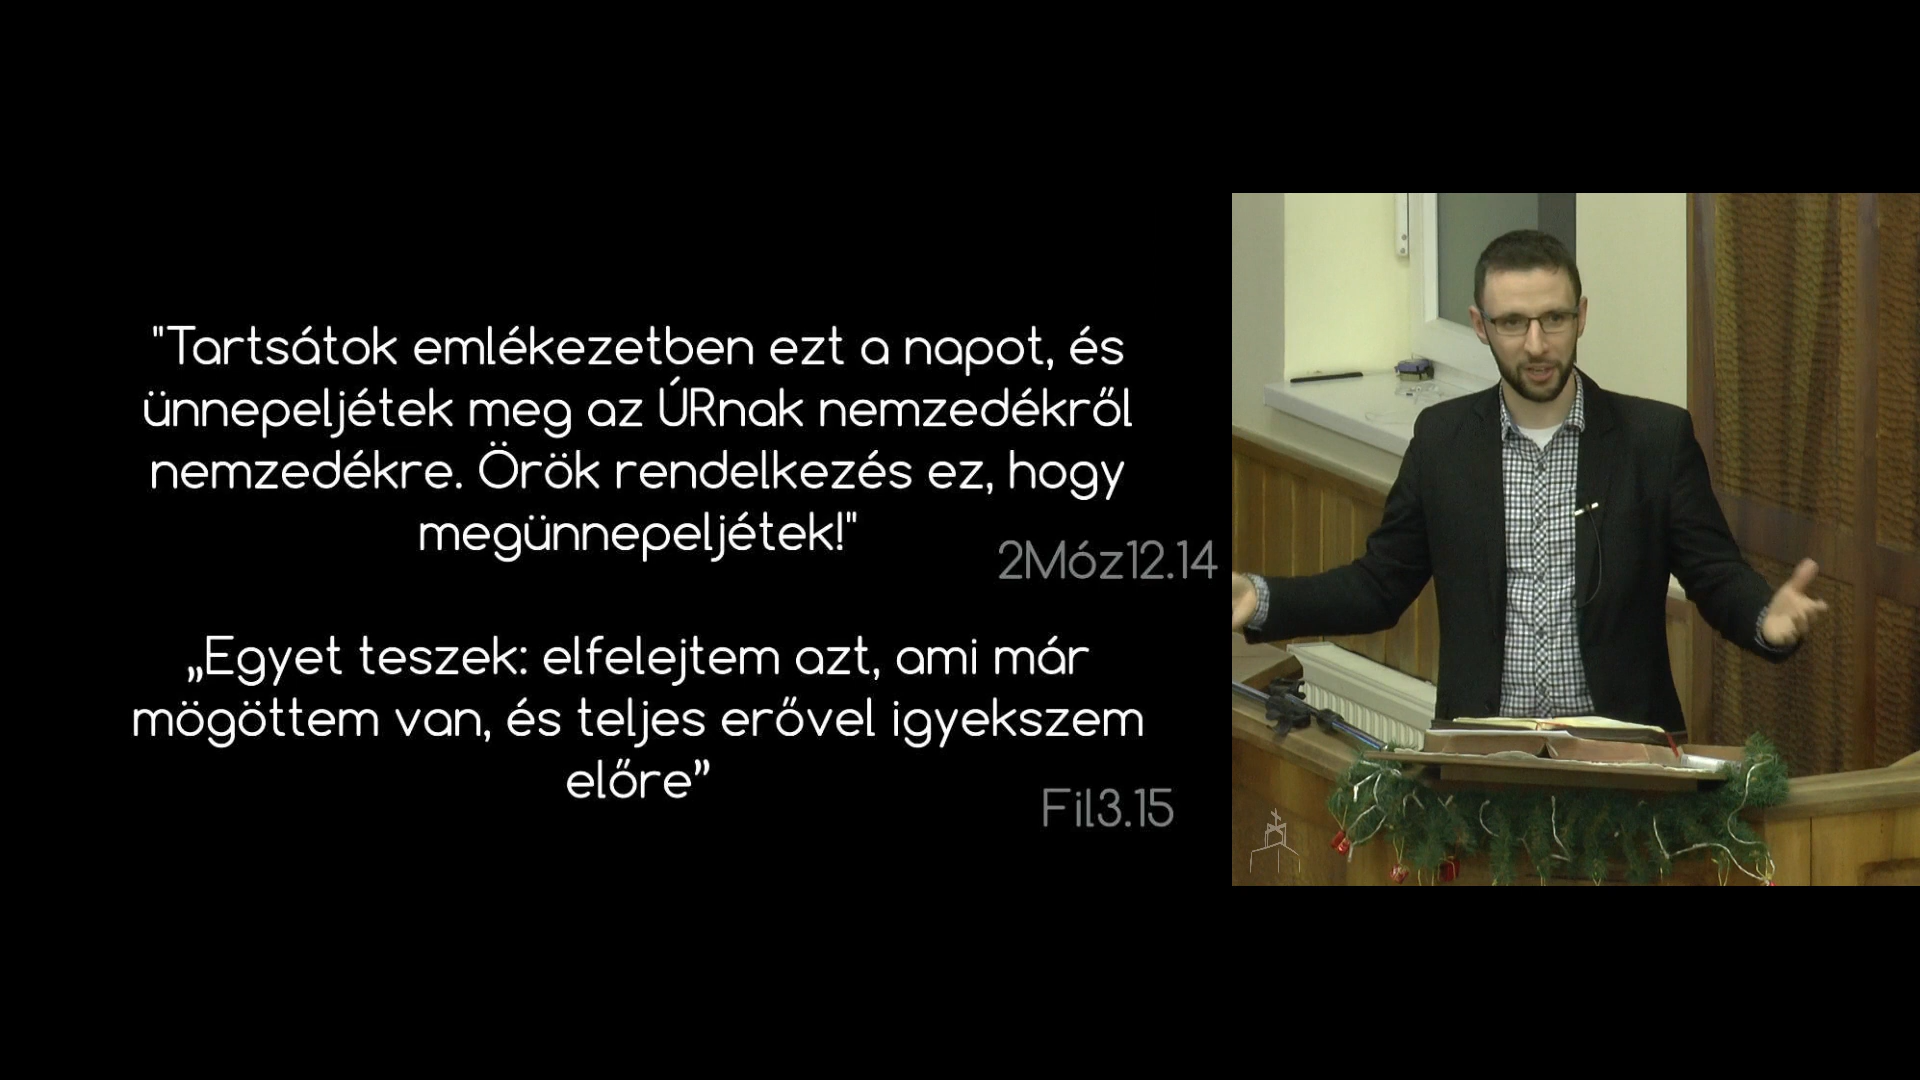 "Tartsátok emlékezetben ezt a napot, és
ünnepeljétek meg az ÚRnak nemzedékről
nemzedékre. Örök rendelkezés ez, hogy
megünnepeljétek!"
2Móz12.14
„Egyet teszek: elfelejtem azt, ami már
mögöttem van, és teljes erővel igyekszem
előre”
Fil3.15